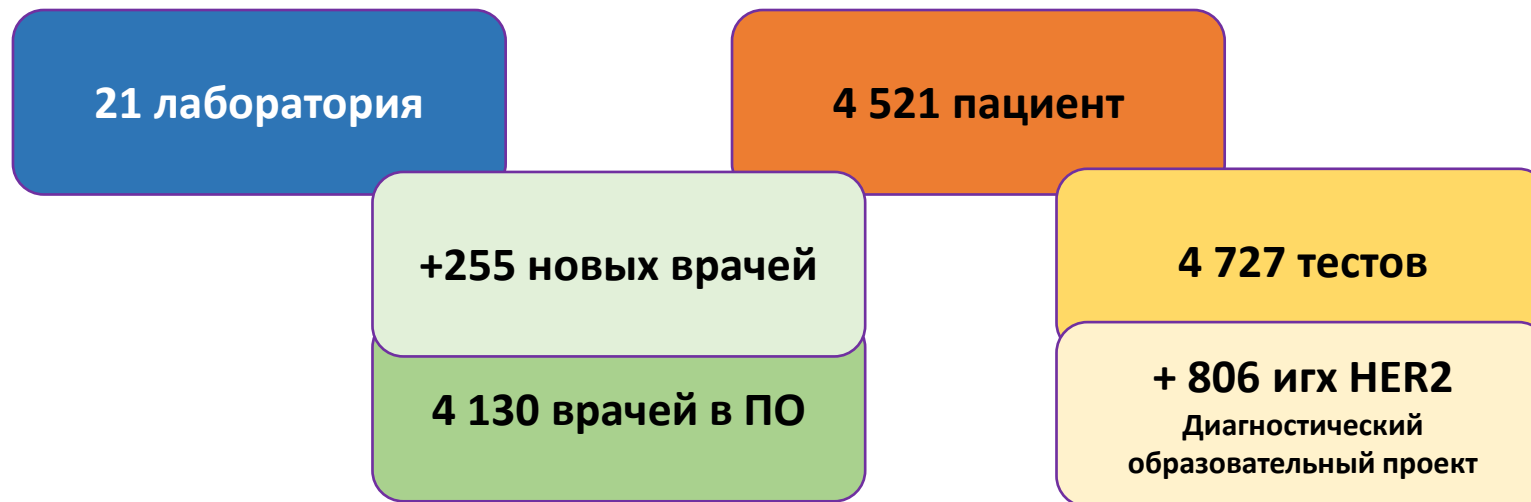 21 лаборатория
4 521 пациент
+255 новых врачей
4 727 тестов
4 130 врачей в ПО
+ 806 игх HER2
Диагностический
образовательный проект